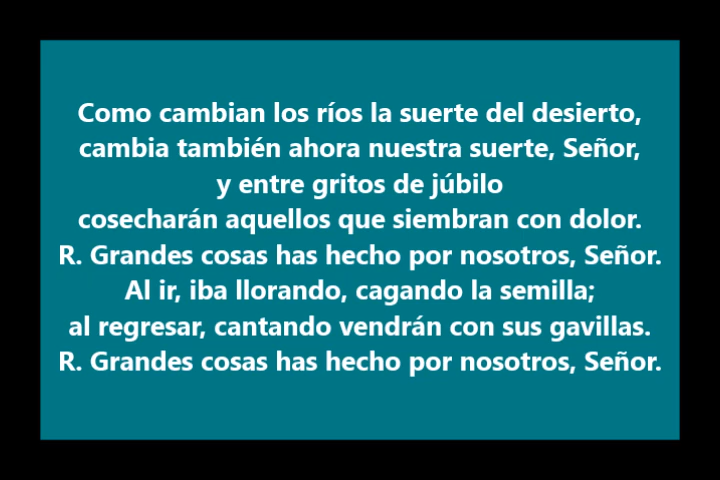 Como cambian los ríos la suerte del desierto,
cambia también ahora nuestra suerte, Señor,
y entre gritos de júbilo
cosecharán aquellos que siembran con dolor.
R. Grandes cosas has hecho por nosotros, Señor.
Al ir, iba llorando, cagando la semilla;
al regresar, cantando vendrán con sus gavillas.
R. Grandes cosas has hecho por nosotros, Señor.